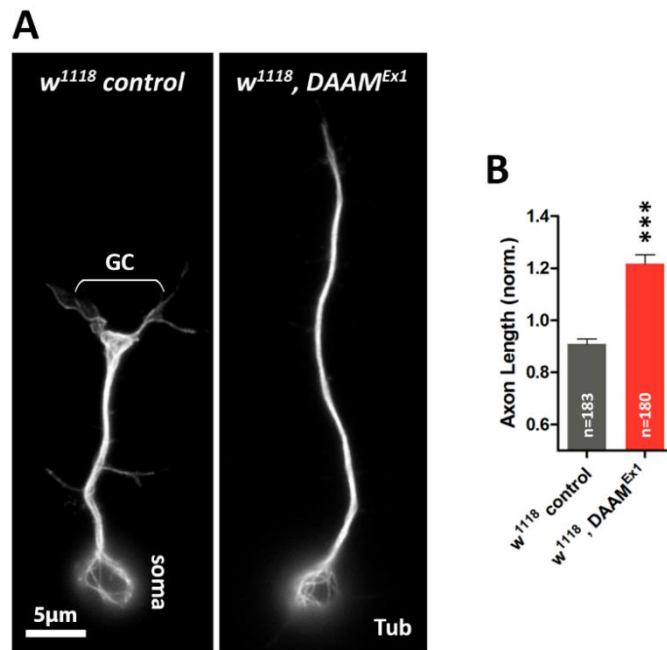 A
w¹¹¹⁸ control
w¹¹¹⁸, DAAMᴱˣ¹
GC
soma
5µm
Tub
B
***
Axon Length (norm.)
1.4
1.2
1.0
0.8
0.6
n=183
n=180
w¹¹¹⁸ control
w¹¹¹⁸, DAAMᴱˣ¹